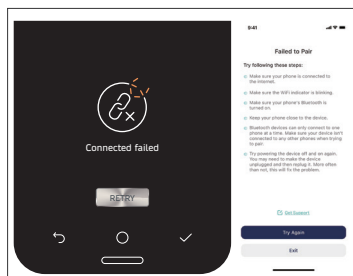 Connected failed
RETRY
9:41
Failed to Pair
Try following these steps:
Make sure your phone is connected to
the internet.
Make sure the WiFi indicator is blinking.
Make sure your phone's Bluetooth is
turned on.
Keep your phone close to the device.
Bluetooth devices can only connect to one
phone at a time. Make sure your device isn't
connected to any other phones when trying
to pair.
Try powering the device off and on again.
You may need to make the device
unplugged and then replug it. More often
than not, this will fix the problem.
Get Support
Try Again
Exit